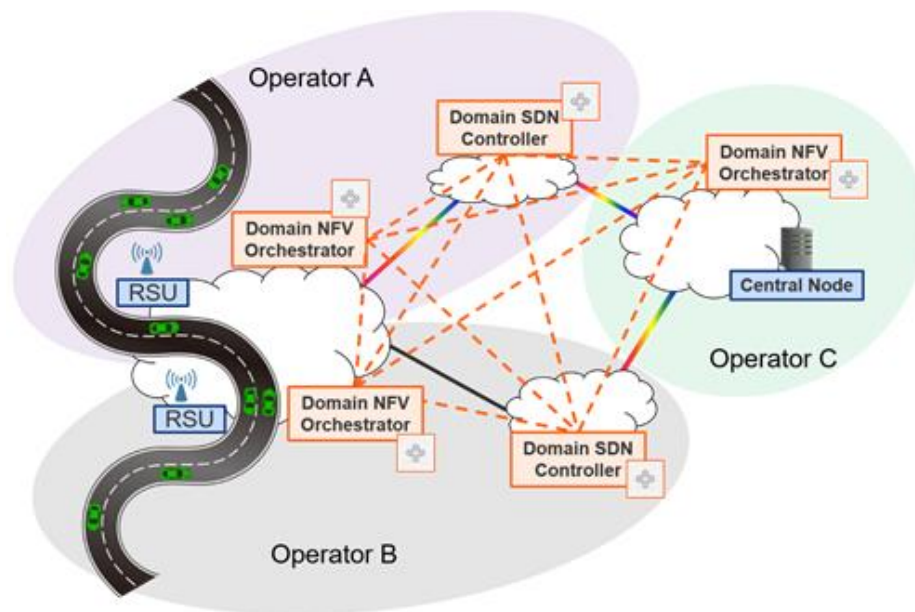 Operator A
Domain SDN
Controller
Domain NFV
Orchestrator
Domain NFV
Orchestrator
RSU
Central Node
Operator C
RSU
Domain NFV
Orchestrator
Domain SDN
Controller
Operator B